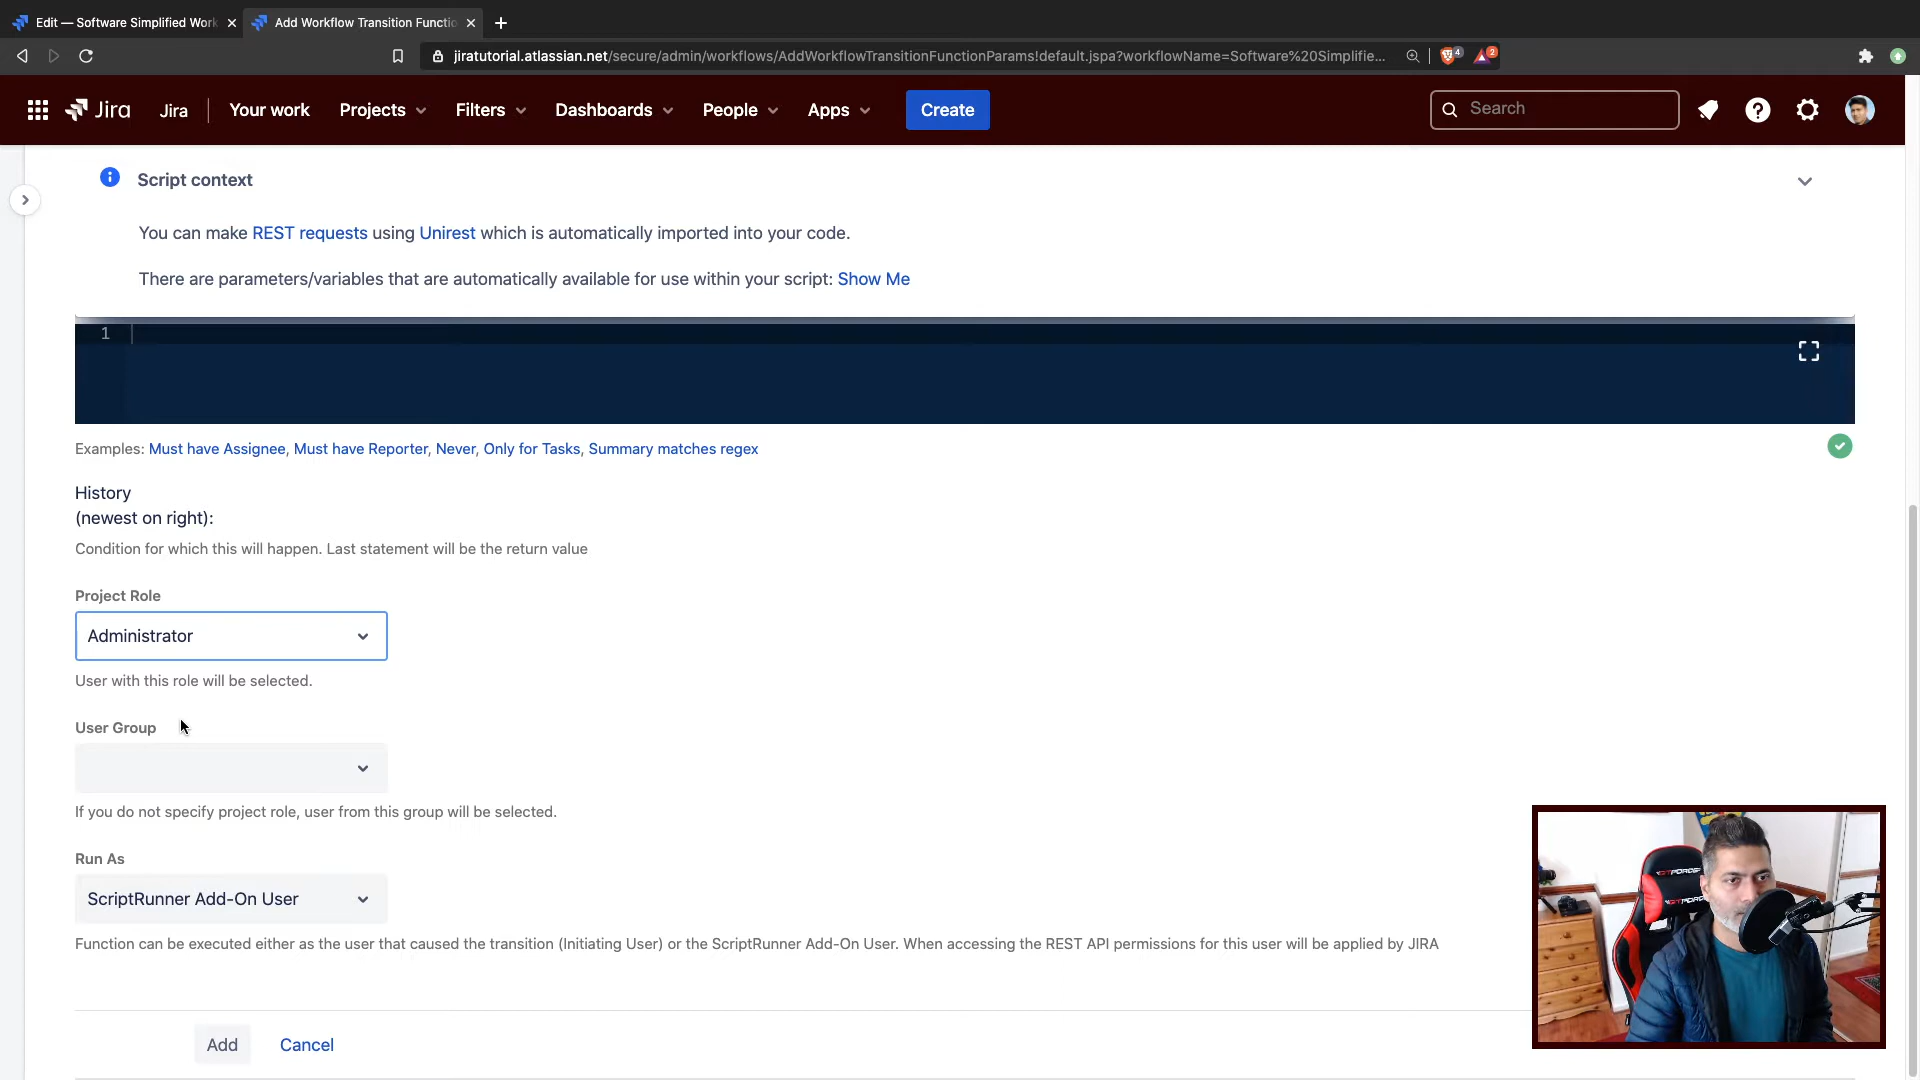 Edit — Software Simplified Work
Add Workflow Transition Functio
jiratutorial.atlassian.net/secure/admin/workflows/AddWorkflowTransitionFunctionParams!default.jspa?workflowName=Software%20Simplifie...
4
2
Jira
Jira
Your work
Projects
Filters
Dashboards
People
Apps
Create
Search
Script context
You can make REST requests using Unirest which is automatically imported into your code.
There are parameters/variables that are automatically available for use within your script: Show Me
1
Examples: Must have Assignee, Must have Reporter, Never, Only for Tasks, Summary matches regex
History
(newest on right):
Condition for which this will happen. Last statement will be the return value
Project Role
Administrator
User with this role will be selected.
User Group
If you do not specify project role, user from this group will be selected.
Run As
ScriptRunner Add-On User
Function can be executed either as the user that caused the transition (Initiating User) or the ScriptRunner Add-On User. When accessing the REST API permissions for this user will be applied by JIRA
Add
Cancel